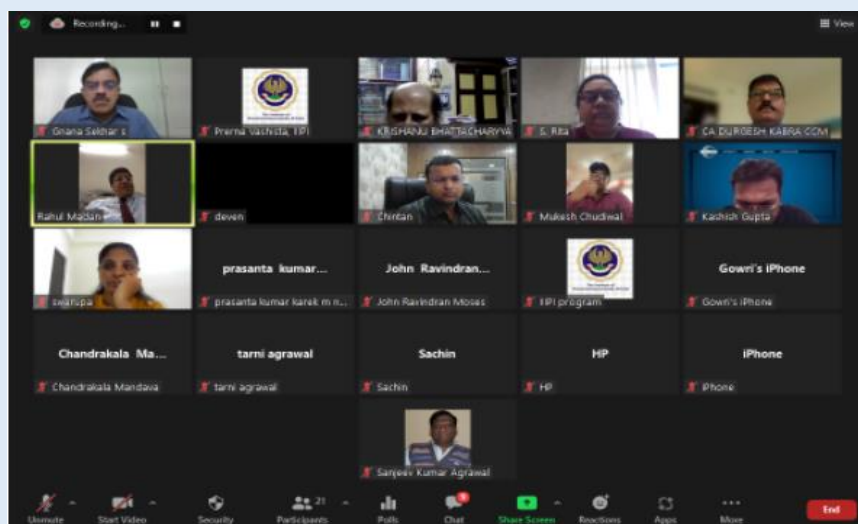 Recording...
View
Gnana Sekhar s
Prerna Vashista, IIPI
KRISHANU BHATTACHARYYA
S. Rita
CA DURGESH KABRA CCM
Rahul Madan
deven
Chintan
Mukesh Chudiwal
Kashish Gupta
swarupa
prasanta kumar...
prasanta kumar karek m n...
John Ravindran...
John Ravindran Moses
IIPI program
Gowri's iPhone
Gowri's iPhone
Chandrakala Ma...
Chandrakala Mandava
tarni agrawal
tarni agrawal
Sachin
Sachin
HP
HP
iPhone
iPhone
Sanjeev Kumar Agrawal
Unmute
Start Video
Security
Participants
21
Polls
Chat
Share Screen
Reactions
Apps
More
End